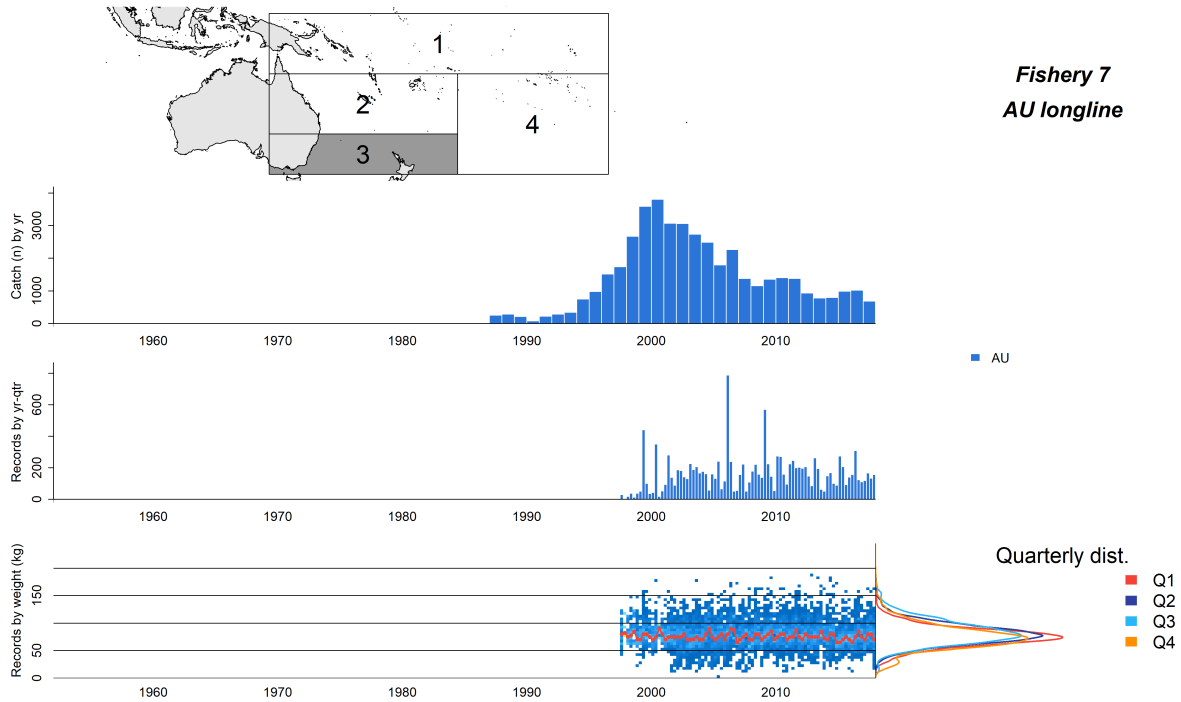 1
2
3
4
Fishery 7
AU longline
Catch (n) by yr
0
1000
3000
1960
1970
1980
1990
2000
2010
AU
Records by yr-qtr
0
200
600
1960
1970
1980
1990
2000
2010
Records by weight (kg)
0
50
150
1960
1970
1980
1990
2000
2010
Quarterly dist.
Q1
Q2
Q3
Q4